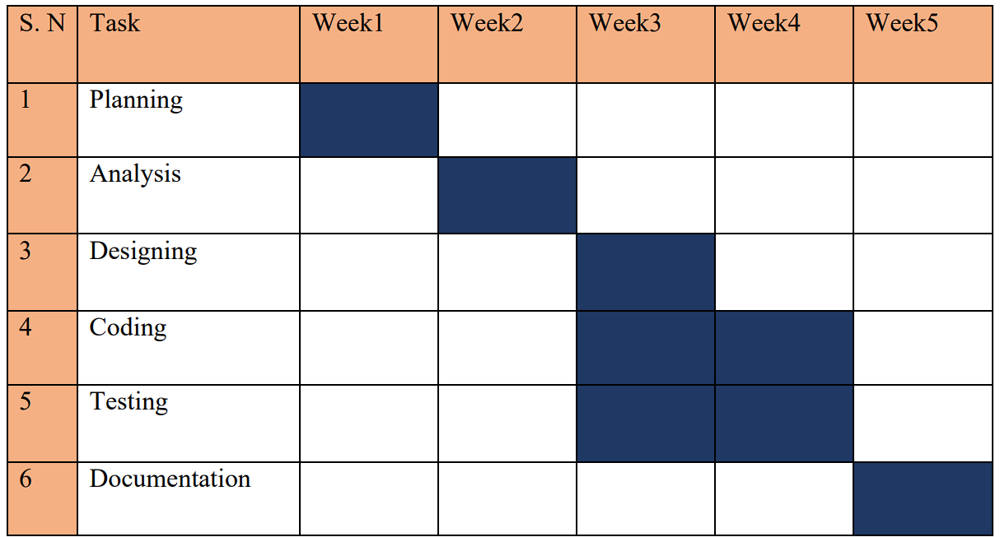 S. N Task Week1 Week2 Week3 Week4 Week5
1 Planning
2 Analysis
3 Designing
4 Coding
5 Testing
6 Documentation